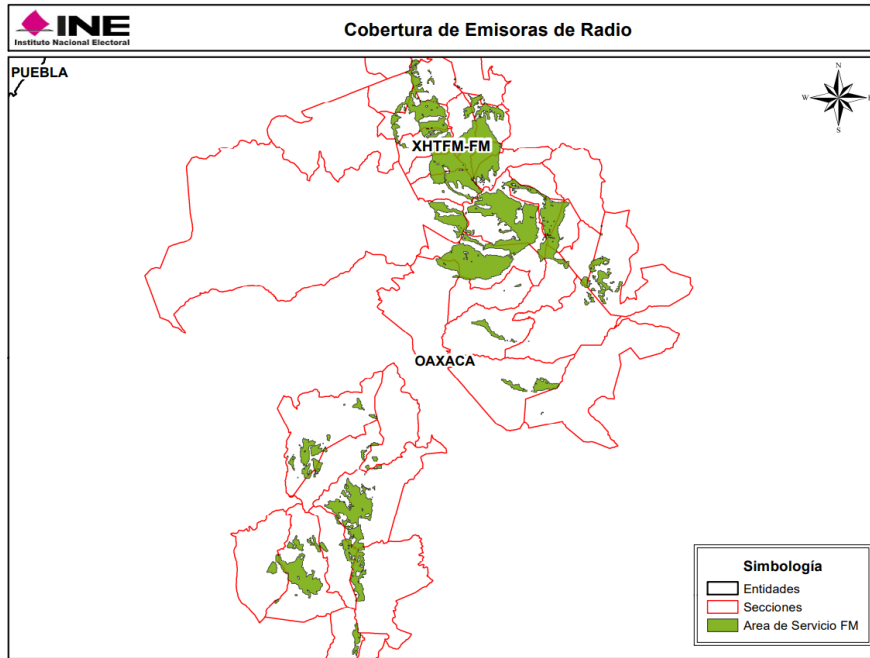 INE
Instituto Nacional Electoral
Cobertura de Emisoras de Radio
PUEBLA
N
W
E
S
XHTFM-FM
OAXACA
Simbología
Entidades
Secciones
Area de Servicio FM